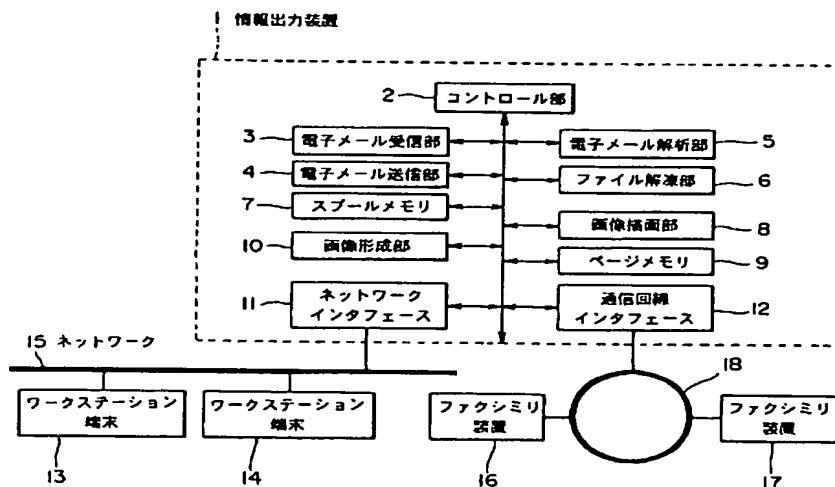 1 情報出力装置
2 コントロール部
3 電子メール受信部
電子メール解析部 5
4 電子メール送信部
ファイル解凍部 6
7 スプールメモリ
画像描画部 8
10 画像形成部
ページメモリ 9
11 ネットワーク
インタフェース
通信回線
インタフェース 12
15 ネットワーク
18
ワークステーション
端末
13
ワークステーション
端末
14
ファクシミリ
装置
16
ファクシミリ
装置
17